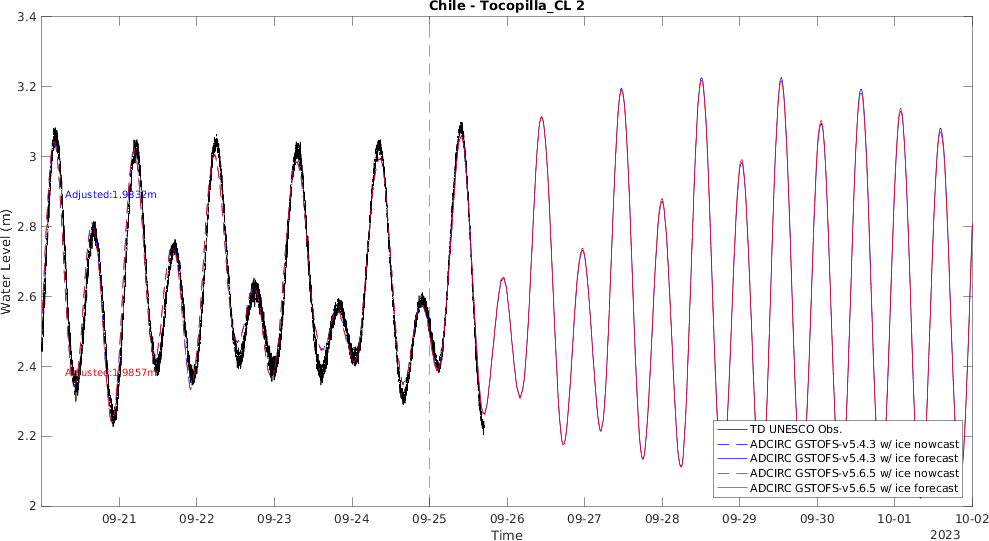 Chile - Tocopilla_CL 2
3.4
3.2
3
2.8
2.6
2.4
2.2
2
Water Level (m)
Adjusted:1.9832m
Adjusted:1.9857m
TD UNESCO Obs.
ADCIRC GSTOFS-v5.4.3 w/ ice nowcast
ADCIRC GSTOFS-v5.4.3 w/ ice forecast
ADCIRC GSTOFS-v5.6.5 w/ ice nowcast
ADCIRC GSTOFS-v5.6.5 w/ ice forecast
09-21 09-22 09-23 09-24 09-25 09-26 09-27 09-28 09-29 09-30 10-01 10-02
Time
2023